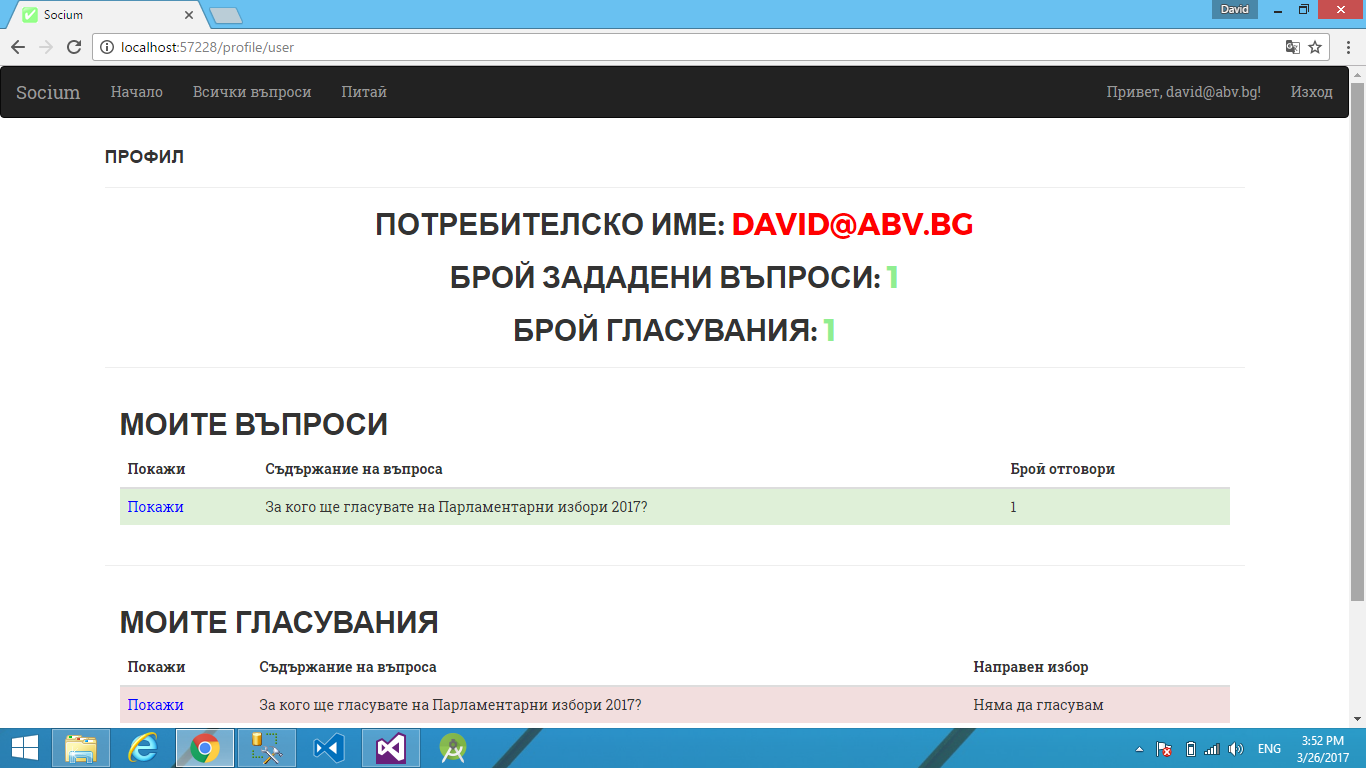 Socium
David
localhost:57228/profile/user
Socium Начало Всички въпроси Питай Привет, david@abv.bg! Изход
ПРОФИЛ
ПОТРЕБИТЕЛСКО ИМЕ: DAVID@ABV.BG
БРОЙ ЗАДАДЕНИ ВЪПРОСИ: 1
БРОЙ ГЛАСУВАНИЯ: 1
МОИТЕ ВЪПРОСИ
Покажи Съдържание на въпроса Брой отговори
Покажи За кого ще гласувате на Парламентарни избори 2017? 1
МОИТЕ ГЛАСУВАНИЯ
Покажи Съдържание на въпроса Направен избор
Покажи За кого ще гласувате на Парламентарни избори 2017? Няма да гласувам
ENG
3:52 PM
3/26/2017